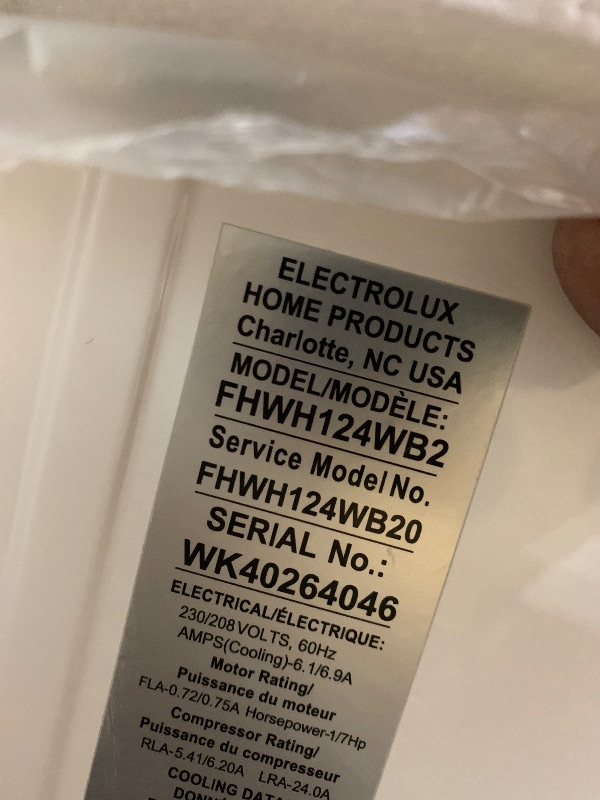 ELECTROLUX
HOME PRODUCTS
Charlotte, NC USA
MODEL/MODÈLE:
FHWH124WB2
Service Model No.
FHWH124WB20
SERIAL No.:
WK40264046
ELECTRICAL/ÉLECTRIQUE:
230/208VOLTS, 60Hz
AMPS(Cooling)-6.1/6.9A
Motor Rating/
Puissance du moteur
FLA-0.72/0.75A Horsepower-1/7Hp
Compressor Rating/
Puissance du compresseur
RLA-5.41/6.20A LRA-24.0A
COOLING DATA